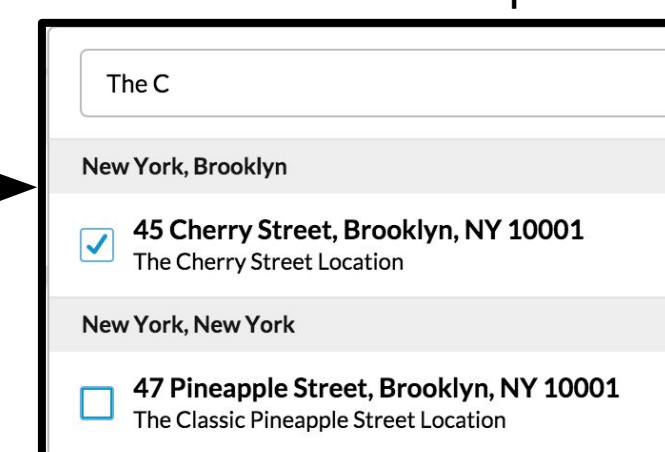 The C
New York, Brooklyn
45 Cherry Street, Brooklyn, NY 10001
The Cherry Street Location
New York, New York
47 Pineapple Street, Brooklyn, NY 10001
The Classic Pineapple Street Location